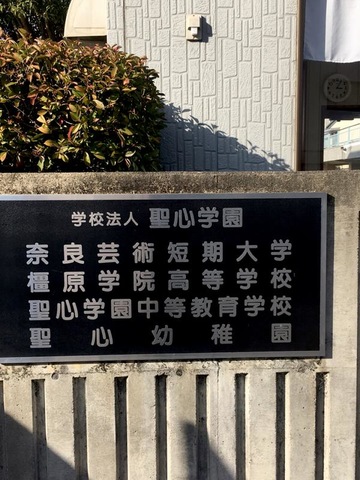 学校法人 聖心学園
奈良芸術短期大学
橿原学院高等学校
聖心学園中等教育学校
聖心幼稚園